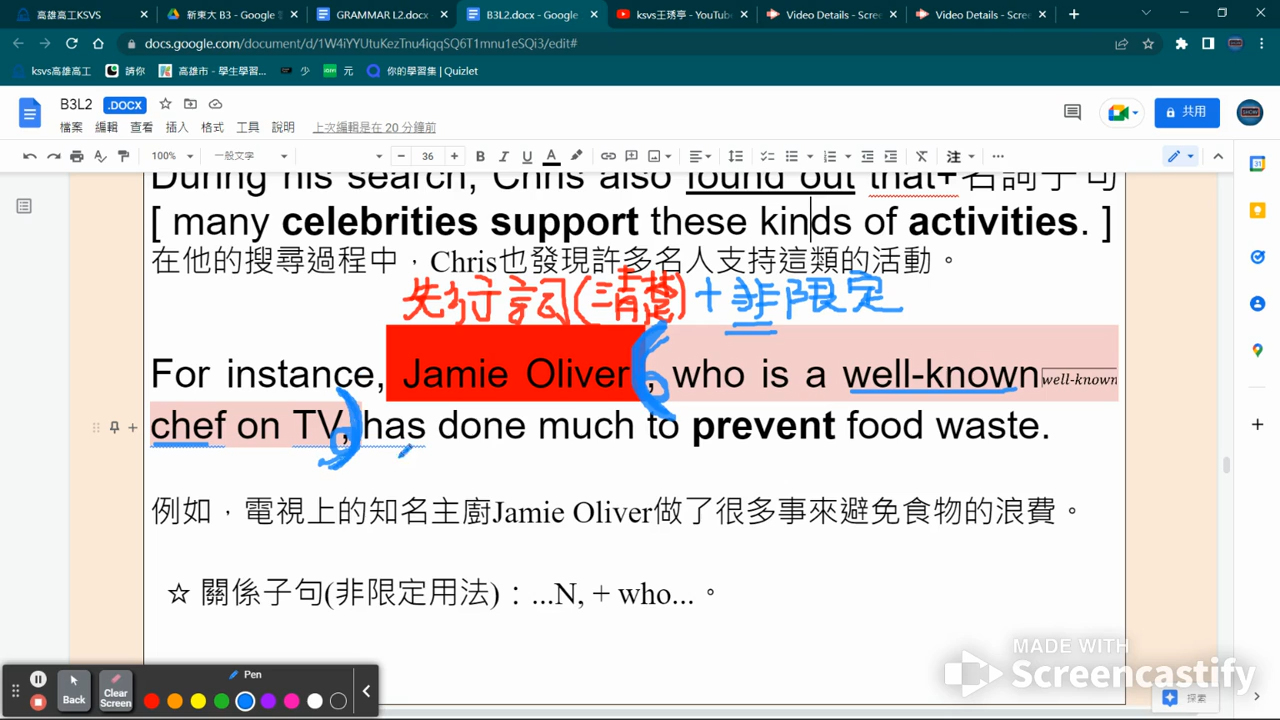 高雄高工KSVS
新東大 B3 - Google
GRAMMAR L2.docx
B3L2.docx - Google
ksvs王琇亭 - YouTube
Video Details - Scree
Video Details - Scree
docs.google.com/document/d/1W4iYYUtuKezTnu4iqqSQ6T1mnu1eSQi3/edit#
ksvs高雄高工
請你
高雄市 - 學生學習...
少
元
你的學習集 | Quizlet
B3L2
.DOCX
共用
檔案 編輯 查看 插入 格式 工具 說明 上次編輯是在 20 分鐘前
100% 一般文字 36 B I U A 注
During his search, Chris also found out that+名詞子句
[ many celebrities support these kinds of activities. ]
在他的搜尋過程中，Chris也發現許多名人支持這類的活動。
先行詞(清楚)+非限定
For instance, Jamie Oliver , who is a well-known well-known
chef on TV, has done much to prevent food waste.
例如，電視上的知名主廚Jamie Oliver做了很多事來避免食物的浪費。
☆ 關係子句(非限定用法)：...N, + who...。
MADE WITH
Screencastify
Pen
Back
Clear
Screen
探索